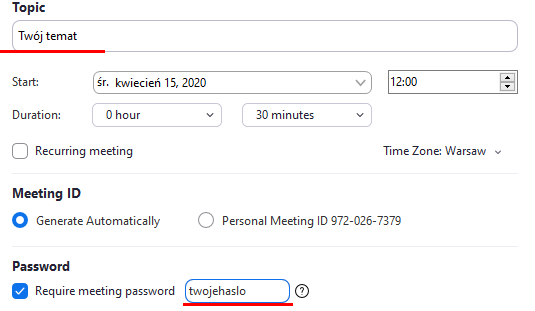 Topic
Twój temat
Start: śr. kwiecień 15, 2020 12:00
Duration: 0 hour 30 minutes
Recurring meeting Time Zone: Warsaw
Meeting ID
Generate Automatically Personal Meeting ID 972-026-7379
Password
Require meeting password twojehaslo ?